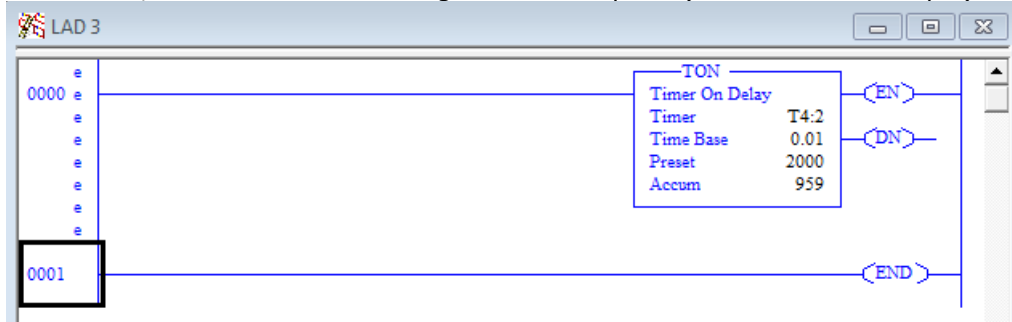 LAD 3
e
TON
0000 e
Timer On Delay
EN
e
Timer T4:2
e
Time Base 0.01
DN
e
Preset 2000
e
Accum 959
e
e
0001
END